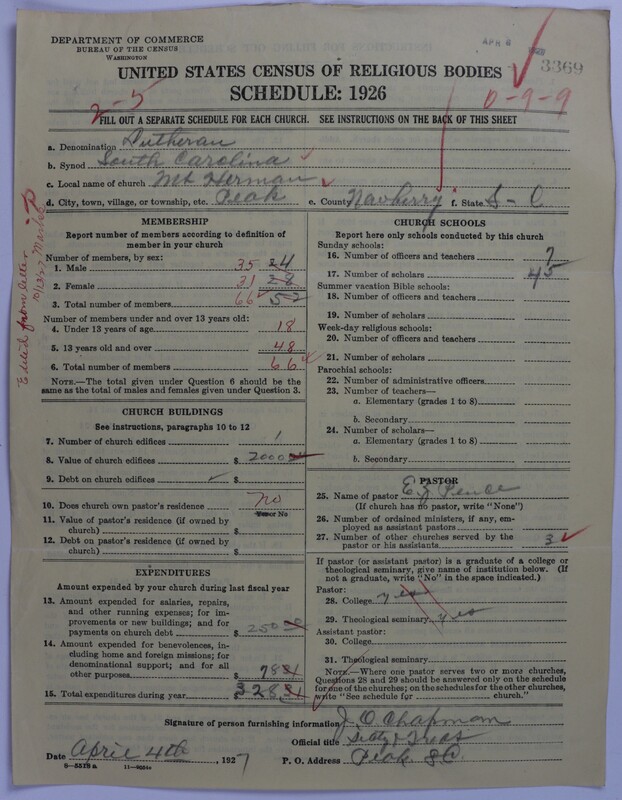 DEPARTMENT OF COMMERCE
BUREAU OF THE CENSUS
WASHINGTON
APR 8
3369
UNITED STATES CENSUS OF RELIGIOUS BODIES
SCHEDULE: 1926
2-5
0-9-9
FILL OUT A SEPARATE SCHEDULE FOR EACH CHURCH. SEE INSTRUCTIONS ON THE BACK OF THIS SHEET
a. Denomination Lutheran
b. Synod South Carolina
c. Local name of church Mt Herman
d. City, town, village, or township, etc. Peak e. County Newberry f. State S-C
Edited from letter
MEMBERSHIP
Report number of members according to definition of
member in your church
Number of members, by sex:
1. Male 35 24
2. Female 31 28
3. Total number of members 66 52
Number of members under and over 13 years old:
4. Under 13 years of age 18
5. 13 years old and over 48
6. Total number of members 66
NOTE.—The total given under Question 6 should be
same as the total of males and females given under Question 3.
CHURCH BUILDINGS
See instructions, paragraphs 10 to 12
7. Number of church edifices 1
8. Value of church edifices $ 2000
9. Debt on church edifices $
10. Does church own pastor's residence No
Yes or No
11. Value of pastor's residence (if owned by
church) $
12. Debt on pastor's residence (if owned by
church) $
EXPENDITURES
Amount expended by your church during last fiscal year
13. Amount expended for salaries, repairs,
and other running expenses; for im-
provements or new buildings; and for
payments on church debt $ 250
14. Amount expended for benevolences, in-
cluding home and foreign missions; for
denominational support; and for all
other purposes $ 78
15. Total expenditures during year $ 328
CHURCH SCHOOLS
Report here only schools conducted by this church
Sunday schools:
16. Number of officers and teachers 7
17. Number of scholars 45
Summer vacation Bible schools:
18. Number of officers and teachers
19. Number of scholars
Week-day religious schools:
20. Number of officers and teachers
21. Number of scholars
Parochial schools:
22. Number of administrative officers
23. Number of teachers—
a. Elementary (grades 1 to 8)
b. Secondary
24. Number of scholars—
a. Elementary (grades 1 to 8)
b. Secondary
PASTOR
25. Name of pastor E Z Pence
(If church has no pastor, write "None")
26. Number of ordained ministers, if any, em-
ployed as assistant pastors
27. Number of other churches served by the
pastor or his assistants 3
If pastor (or assistant pastor) is a graduate of a college or
theological seminary, give name of institution below. (If
not a graduate, write "No" in the space indicated.)
Pastor:
28. College yes
29. Theological seminary yes
Assistant pastor:
30. College
31. Theological seminary
NOTE.—Where one pastor serves two or more churches,
Questions 28 and 29 should be answered only on the schedule
for one of the churches; on the schedules for the other churches,
write "See schedule for church."
Signature of person furnishing information J. O. Chapman
Official title Secty & Treas
Date April 4th, 1927 P. O. Address Peak S C.